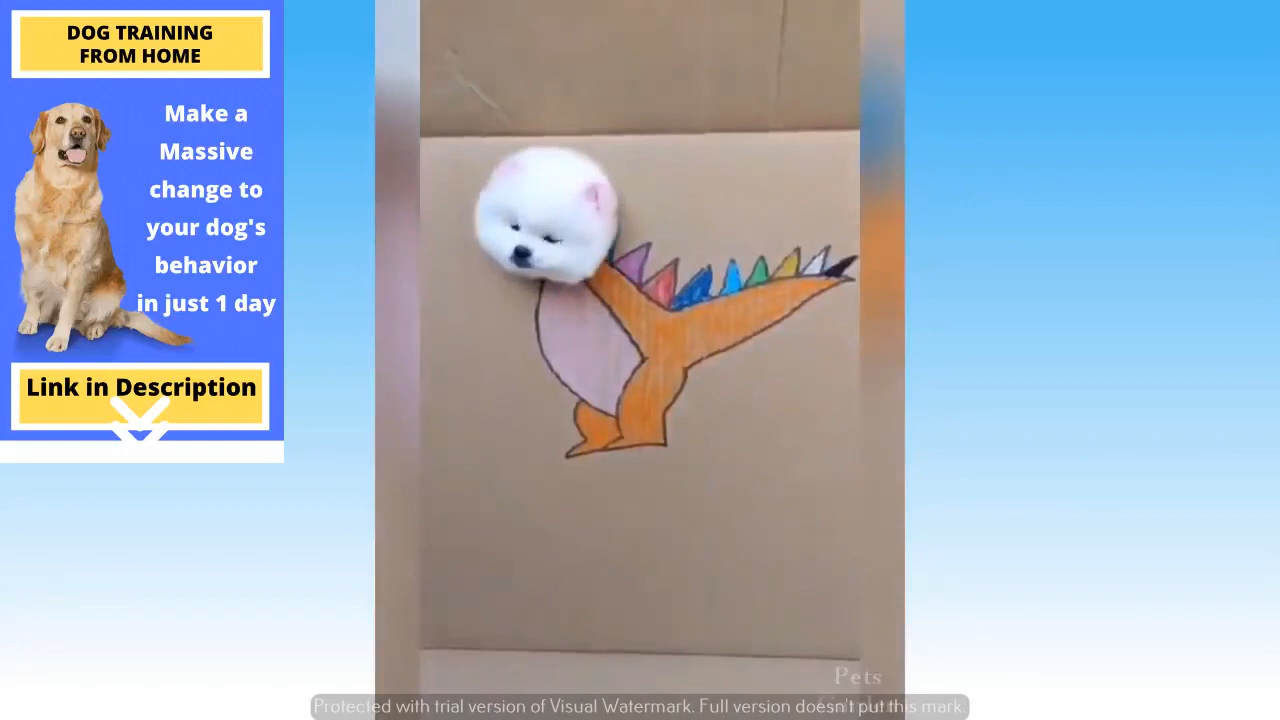 DOG TRAINING
FROM HOME
Make a
Massive
change to
your dog's
behavior
in just 1 day
Link in Description
Pets
Protected with trial version of Visual Watermark. Full version doesn't put this mark.